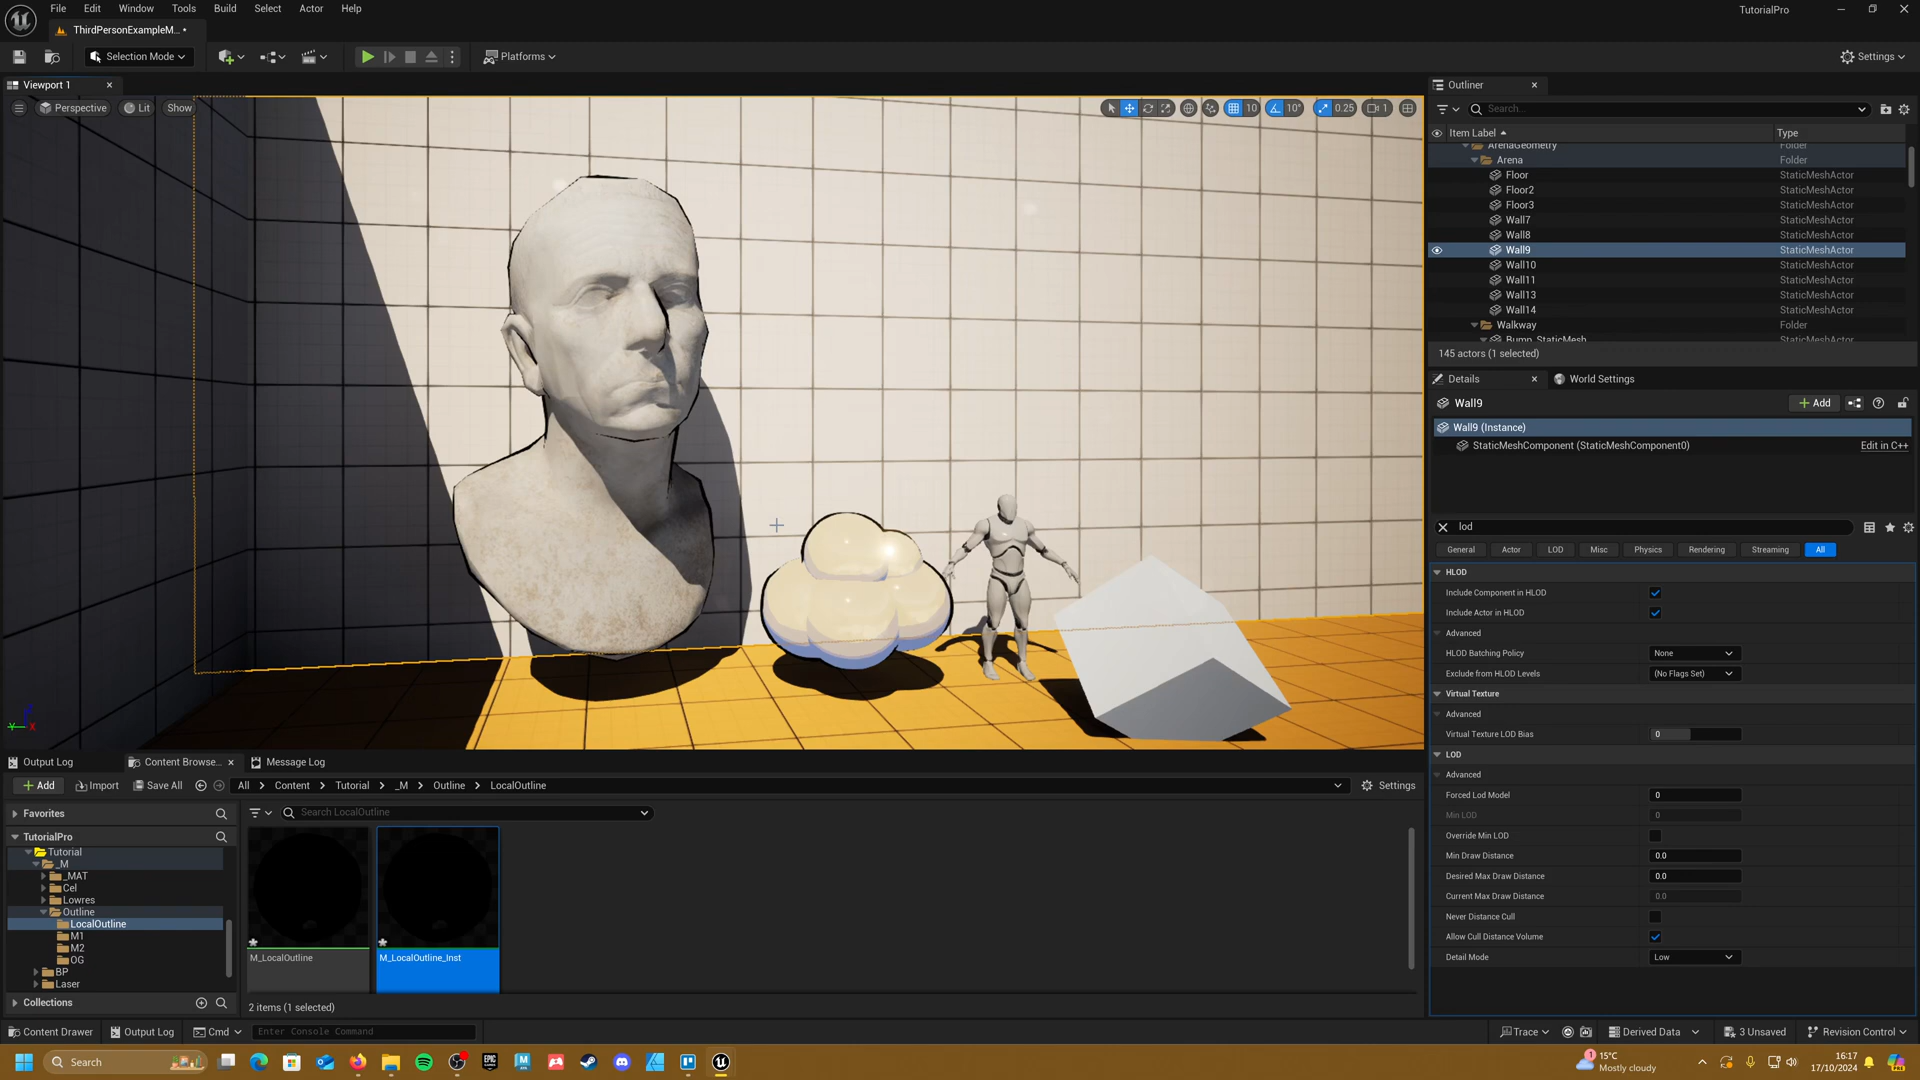 File Edit Window Tools Build Select Actor Help
TutorialPro
ThirdPersonExampleM... •
Selection Mode
Platforms
Settings
Viewport 1
Perspective
Lit
Show
10
10°
0.25
1
Outliner
Search...
Item Label
Type
ArenaGeometry Folder
Arena Folder
Floor StaticMeshActor
Floor2 StaticMeshActor
Floor3 StaticMeshActor
Wall7 StaticMeshActor
Wall8 StaticMeshActor
Wall9 StaticMeshActor
Wall10 StaticMeshActor
Wall11 StaticMeshActor
Wall13 StaticMeshActor
Wall14 StaticMeshActor
Walkway Folder
Bump_StaticMesh StaticMeshActor
145 actors (1 selected)
Details
World Settings
Wall9
Add
Wall9 (Instance)
StaticMeshComponent (StaticMeshComponent0)
Edit in C++
lod
General Actor LOD Misc Physics Rendering Streaming All
HLOD
Include Component in HLOD
Include Actor in HLOD
Advanced
HLOD Batching Policy None
Exclude from HLOD Levels (No Flags Set)
Virtual Texture
Advanced
Virtual Texture LOD Bias 0
LOD
Advanced
Forced Lod Model 0
Min LOD 0
Override Min LOD
Min Draw Distance 0.0
Desired Max Draw Distance 0.0
Current Max Draw Distance 0.0
Never Distance Cull
Allow Cull Distance Volume
Detail Mode Low
Y X
Output Log
Content Browse...
Message Log
Add
Import
Save All
All > Content > Tutorial > _M > Outline > LocalOutline
Settings
Favorites
Search LocalOutline
TutorialPro
Tutorial
_M
_MAT
Cel
Lowres
Outline
LocalOutline
M1
M2
OG
BP
Laser
Collections
M_LocalOutline
M_LocalOutline_Inst
2 items (1 selected)
Content Drawer
Output Log
Cmd
Enter Console Command
Trace
Derived Data
3 Unsaved
Revision Control
Search
1
15°C
Mostly cloudy
16:17
17/10/2024